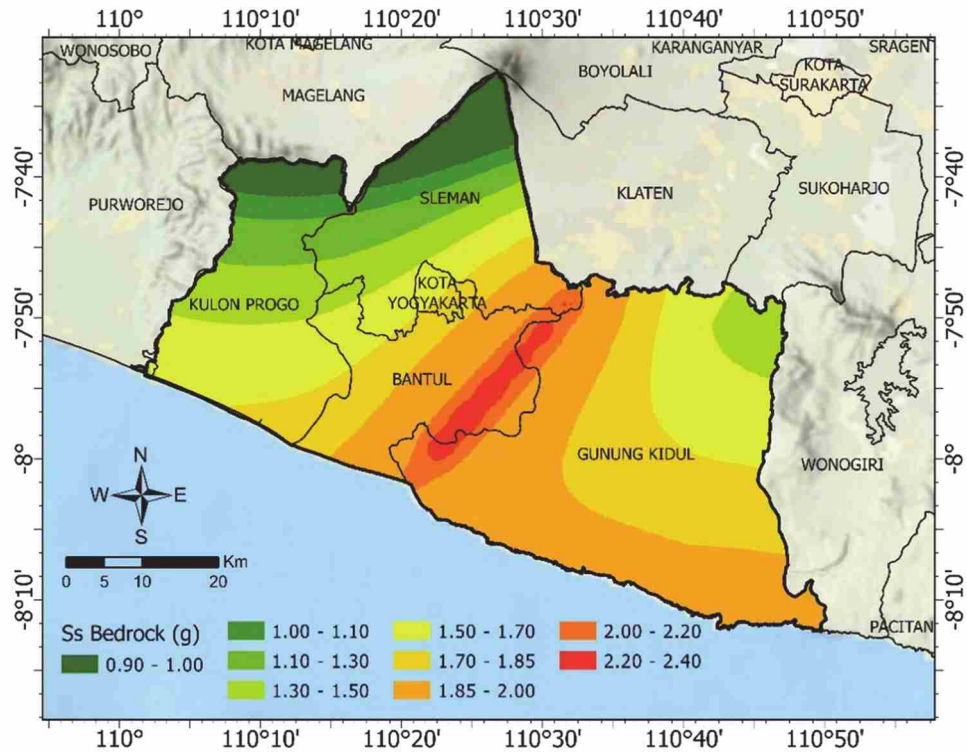 110°0' 110°10' 110°20' 110°30' 110°40' 110°50'
WONOSOBO
KOTA MAGELANG
KARANGANYAR
SRAGEN
BOYOLALI
KOTA
SURAKARTA
MAGELANG
-7°40'
-7°40'
PURWOREJO
SLEMAN
KLATEN
SUKOHARJO
KULON PROGO
KOTA
YOGYAKARTA
-7°50'
-7°50'
BANTUL
GUNUNG KIDUL
WONOGIRI
-8°
-8°
N
W E
S
Km
0 5 10 20
-8°10'
-8°10'
PACITAN
Ss Bedrock (g)
0.90 - 1.00
1.00 - 1.10
1.10 - 1.30
1.30 - 1.50
1.50 - 1.70
1.70 - 1.85
1.85 - 2.00
2.00 - 2.20
2.20 - 2.40
110° 110°10' 110°20' 110°30' 110°40' 110°50'